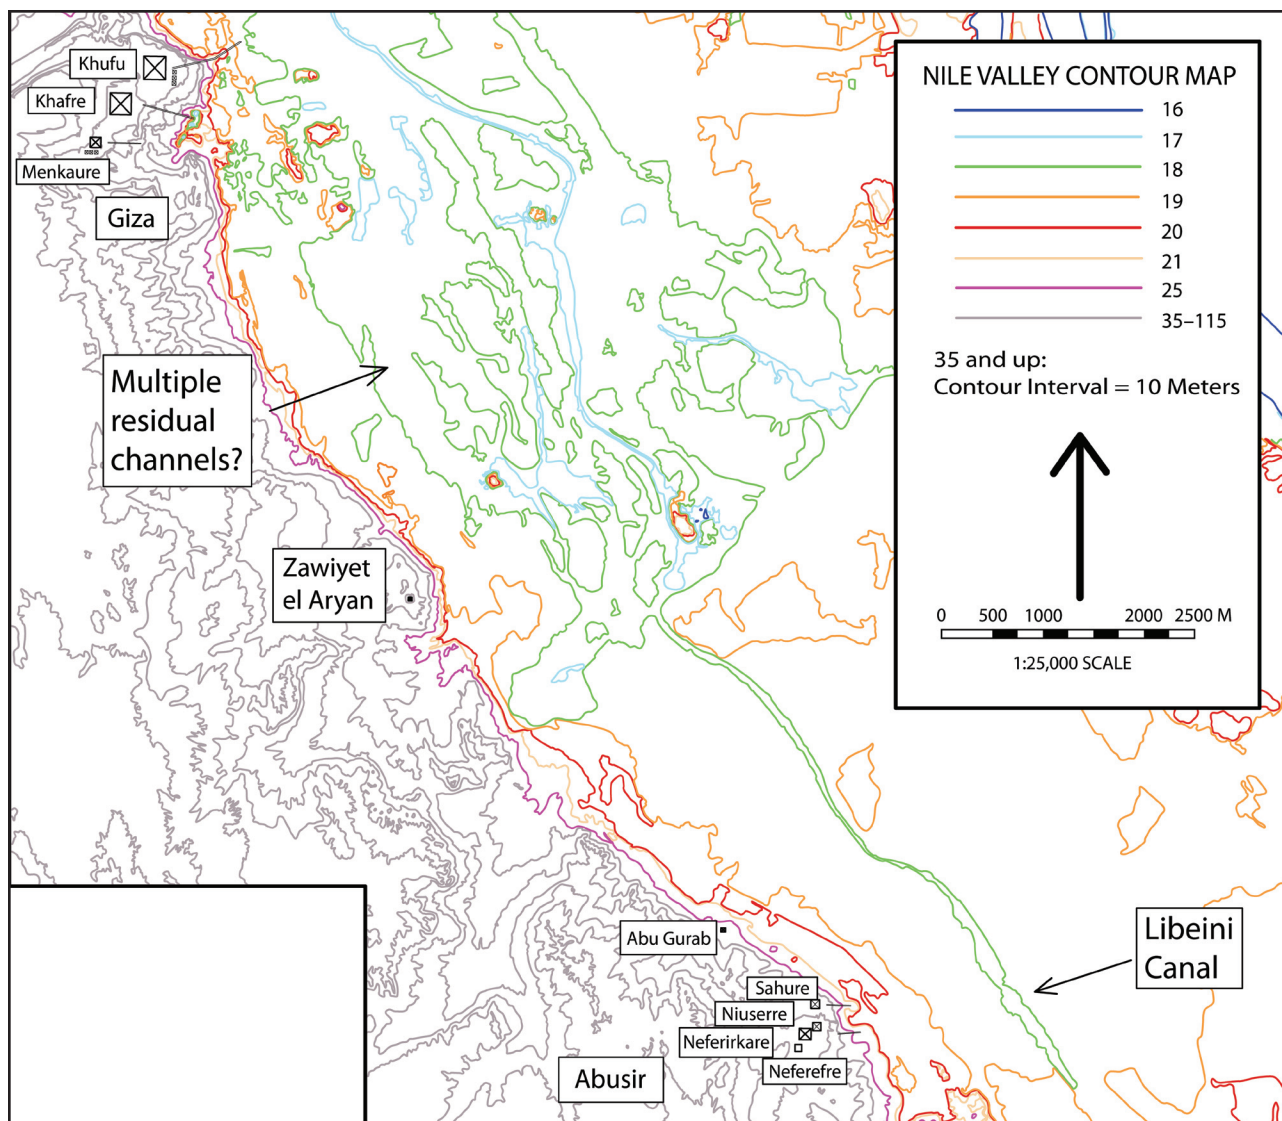 Khufu
Khafre
Menkaure
Giza
Multiple
residual
channels?
Zawiyet
el Aryan
Abu Gurab
Sahure
Niuserre
Neferirkare
Neferefre
Abusir
Libeini
Canal
NILE VALLEY CONTOUR MAP
16
17
18
19
20
21
25
35–115
35 and up:
Contour Interval = 10 Meters
0 500 1000 2000 2500 M
1:25,000 SCALE